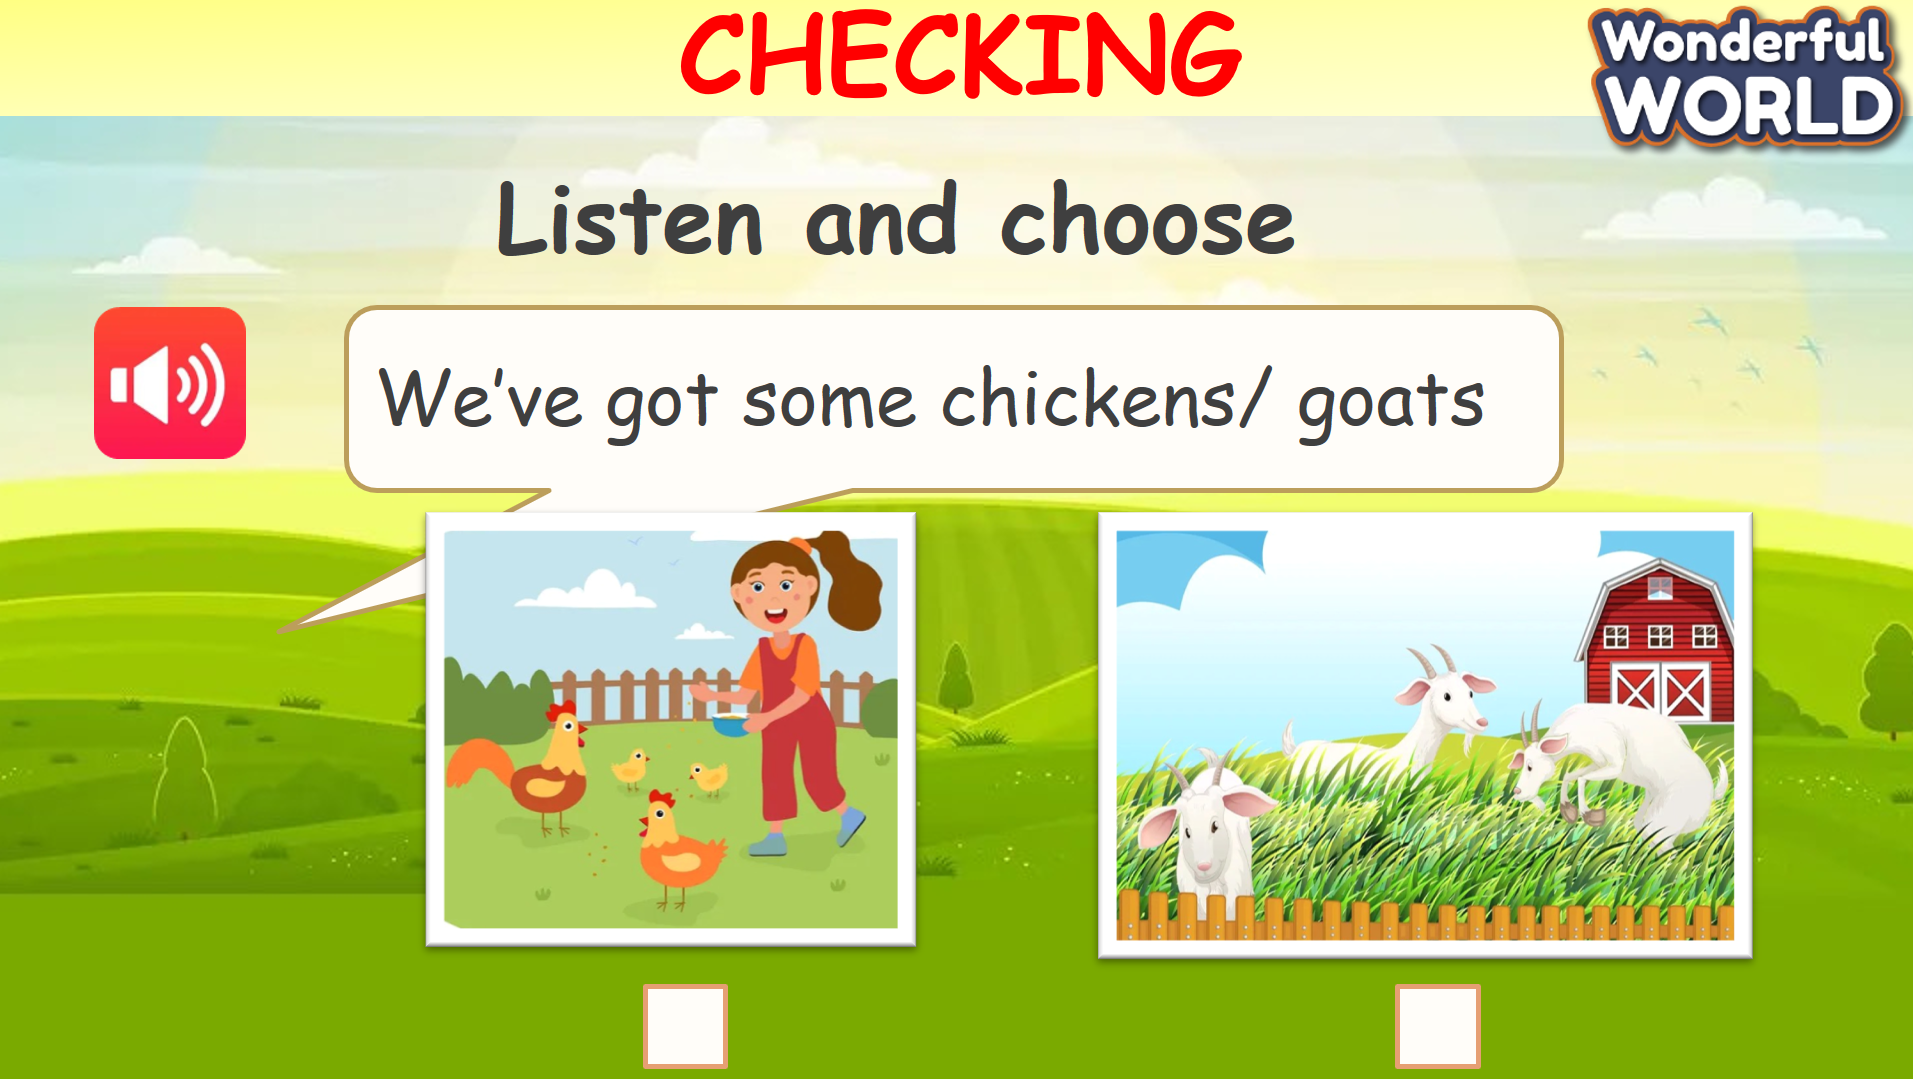 CHECKING
Wonderful
WORLD
Listen and choose
We've got some chickens/ goats